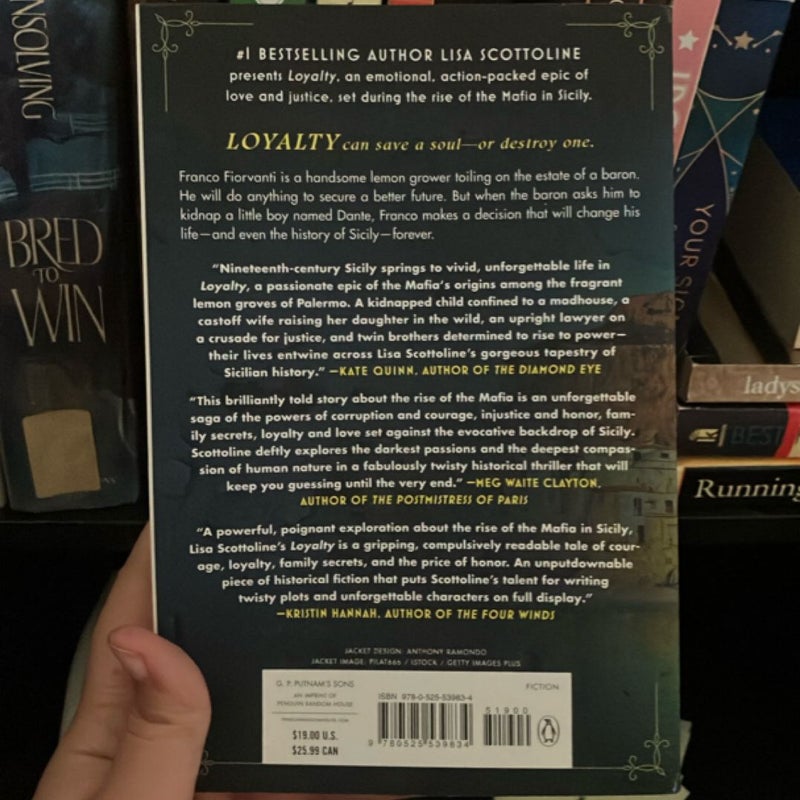 NSOLVING
BRED
TO
WIN
#1 BESTSELLING AUTHOR LISA SCOTTOLINE
presents Loyalty, an emotional, action-packed epic of
love and justice, set during the rise of the Mafia in Sicily.
LOYALTY can save a soul—or destroy one.
Franco Fiorvanti is a handsome lemon grower toiling on the estate of a baron.
He will do anything to secure a better future. But when the baron asks him to
kidnap a little boy named Dante, Franco makes a decision that will change his
life—and even the history of Sicily—forever.
"Nineteenth-century Sicily springs to vivid, unforgettable life in
Loyalty, a passionate epic of the Mafia's origins among the fragrant
lemon groves of Palermo. A kidnapped child confined to a madhouse, a
castoff wife raising her daughter in the wild, an upright lawyer on
a crusade for justice, and twin brothers determined to rise to power—
their lives entwine across Lisa Scottoline's gorgeous tapestry of
Sicilian history." —KATE QUINN, AUTHOR OF THE DIAMOND EYE
"This brilliantly told story about the rise of the Mafia is an unforgettable
saga of the powers of corruption and courage, injustice and honor, fam-
ily secrets, loyalty and love set against the evocative backdrop of Sicily.
Scottoline deftly explores the darkest passions and the deepest compas-
sion of human nature in a fabulously twisty historical thriller that will
keep you guessing until the very end." —MEG WAITE CLAYTON,
AUTHOR OF THE POSTMISTRESS OF PARIS
"A powerful, poignant exploration about the rise of the Mafia in Sicily,
Lisa Scottoline's Loyalty is a gripping, compulsively readable tale of cour-
age, loyalty, family secrets, and the price of honor. An unputdownable
piece of historical fiction that puts Scottoline's talent for writing
twisty plots and unforgettable characters on full display."
—KRISTIN HANNAH, AUTHOR OF THE FOUR WINDS
JACKET DESIGN: ANTHONY RAMONDO
JACKET IMAGE: PILAT666 / ISTOCK / GETTY IMAGES PLUS
G. P. PUTNAM'S SONS
AN IMPRINT OF
PENGUIN RANDOM HOUSE
$19.00 U.S.
$25.99 CAN
FICTION
ISBN 978-0-525-53983-4
51900
9 780525 539834
YOUR SIG
ladys
BEST
Running